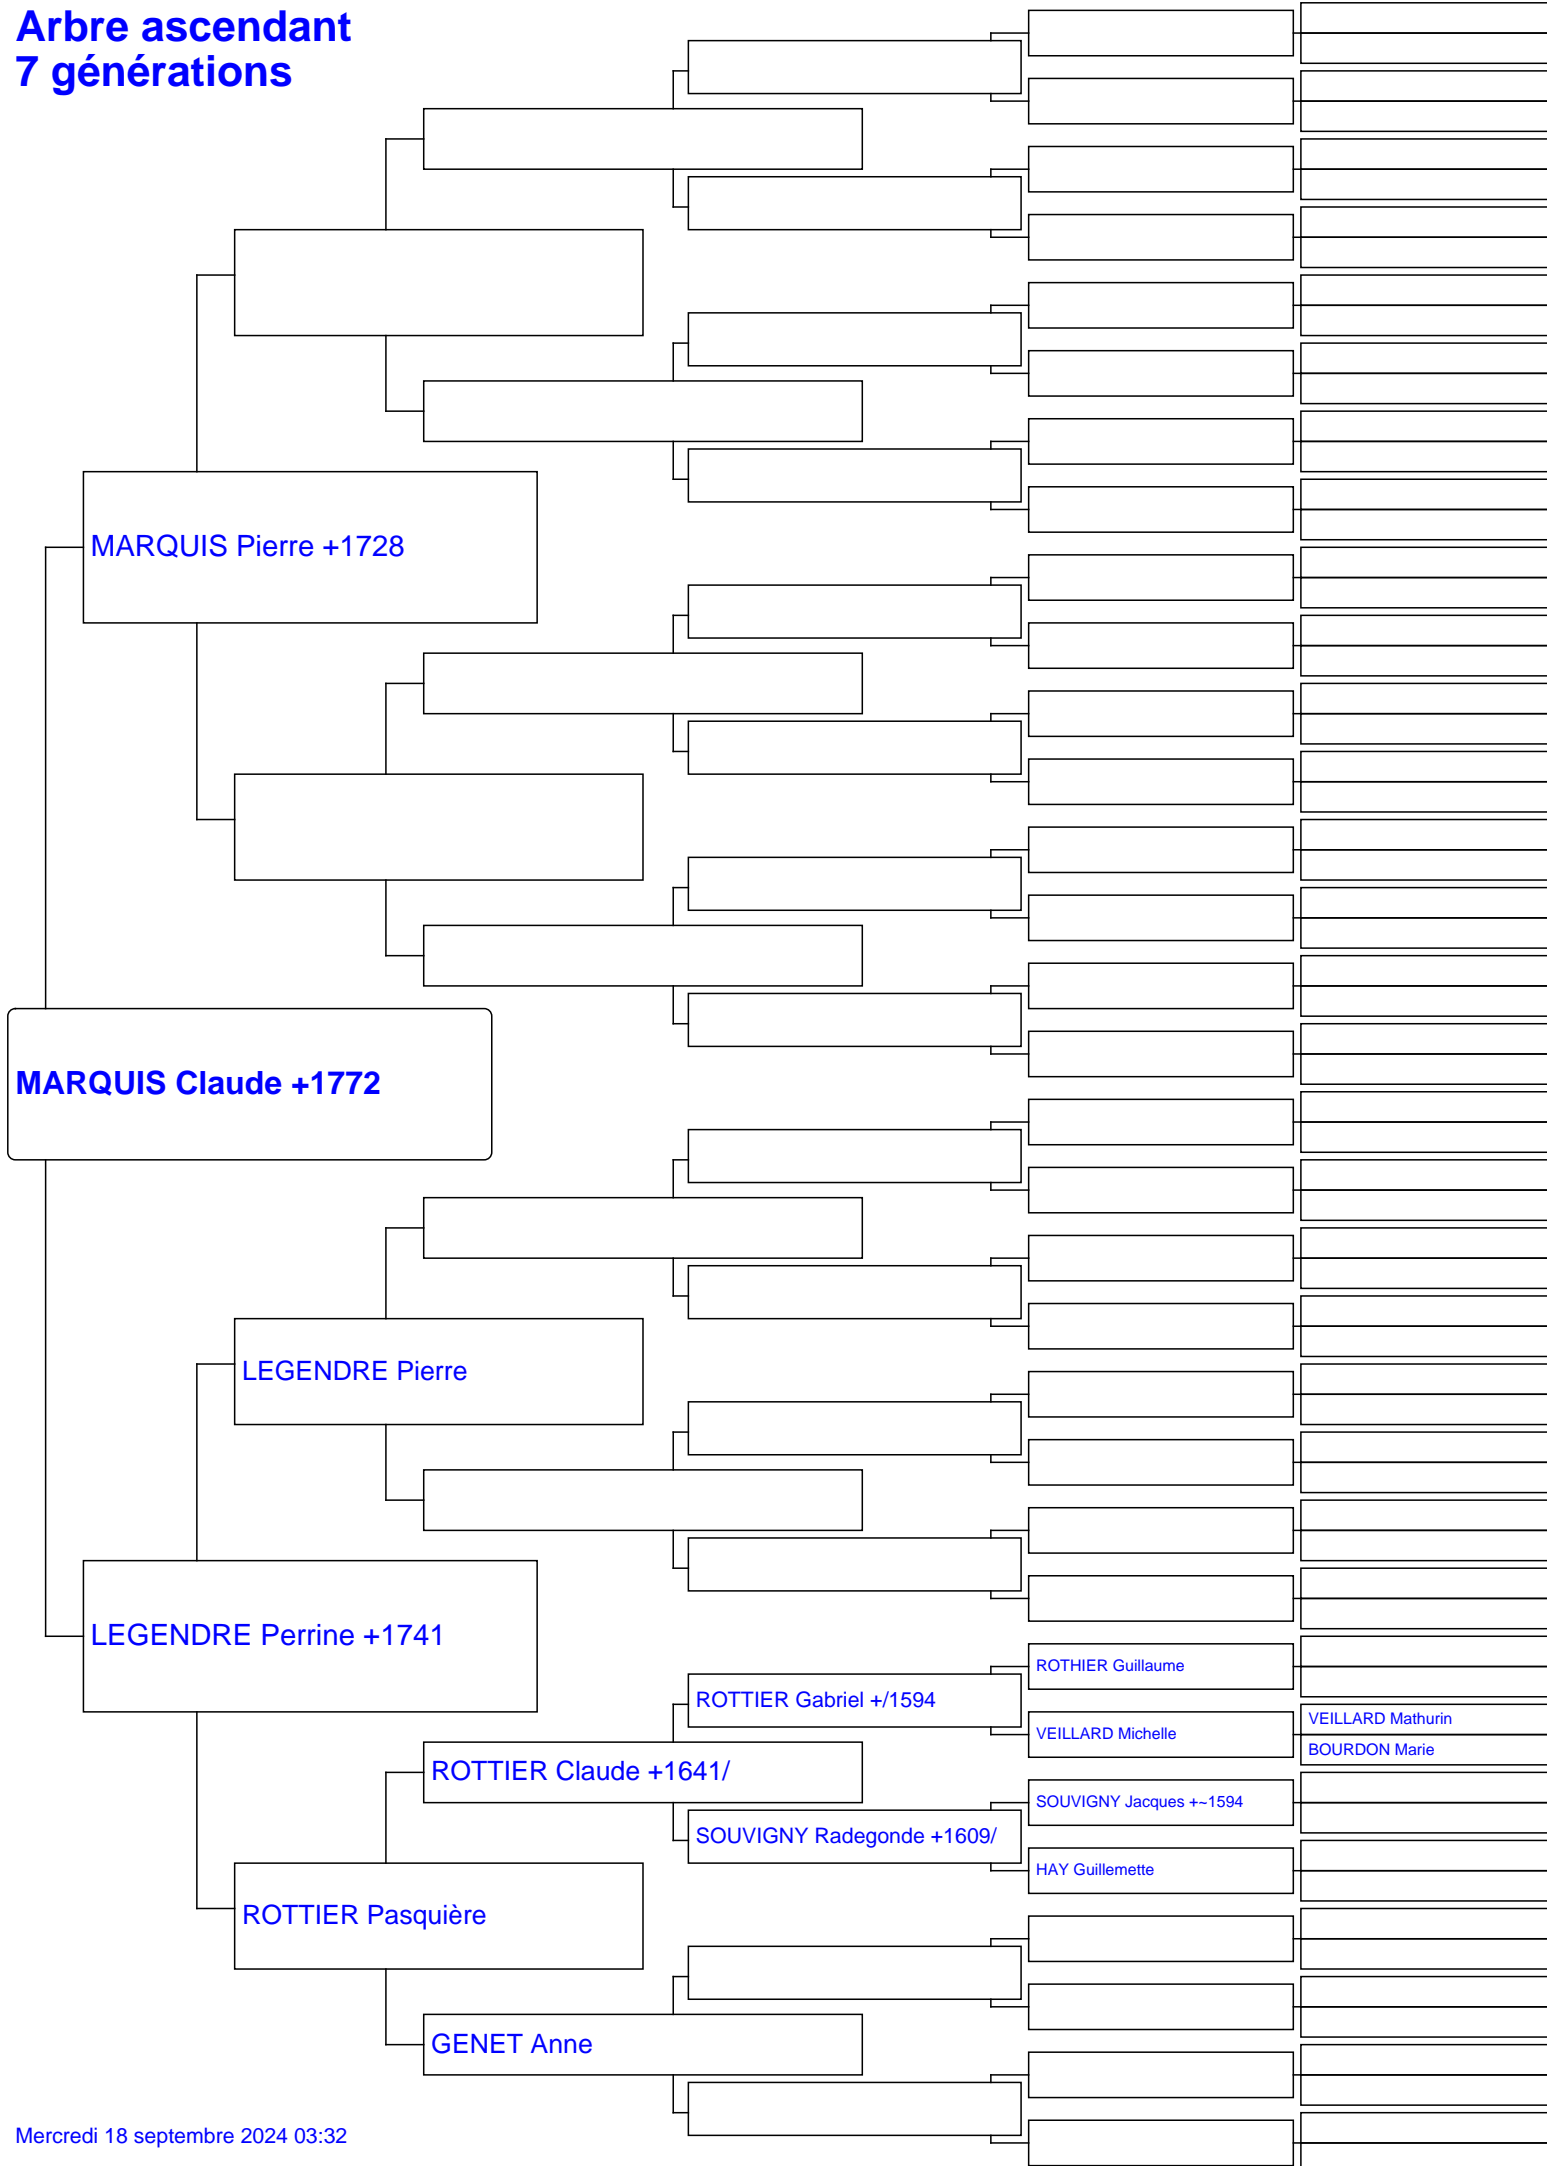 Arbre ascendant
7 générations
MARQUIS Pierre +1728
MARQUIS Claude +1772
LEGENDRE Pierre
LEGENDRE Perrine +1741
ROTHIER Guillaume
ROTTIER Gabriel +/1594
VEILLARD Mathurin
VEILLARD Michelle
BOURDON Marie
ROTTIER Claude +1641/
SOUVIGNY Jacques +~1594
SOUVIGNY Radegonde +1609/
HAY Guillemette
ROTTIER Pasquière
GENET Anne
Mercredi 18 septembre 2024 03:32